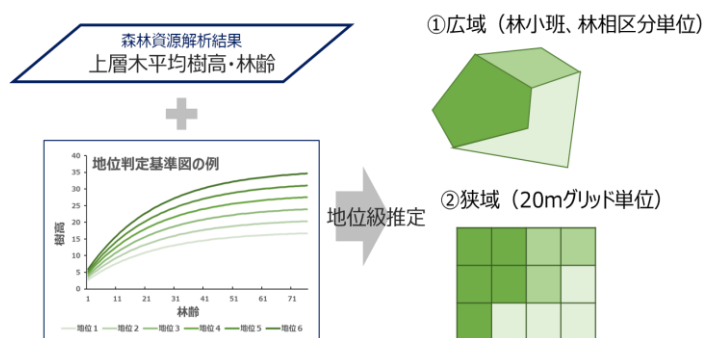 森林資源解析結果
上層木平均樹高・林齢
①広域（林小班、林相区分単位）
地位判定基準図の例
40
35
30
25
20
15
10
5
0
樹高
1 11 21 31 41 51 61 71
林齢
地位1 地位2 地位3 地位4 地位5 地位6
地位級推定
②狭域（20mグリッド単位）